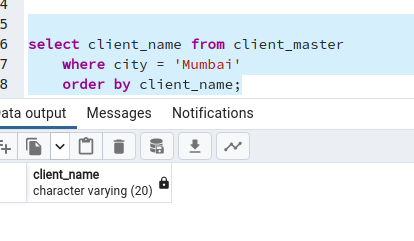 4
5
6 select client_name from client_master
7 where city = 'Mumbai'
8 order by client_name;
ata output Messages Notifications
client_name
character varying (20)